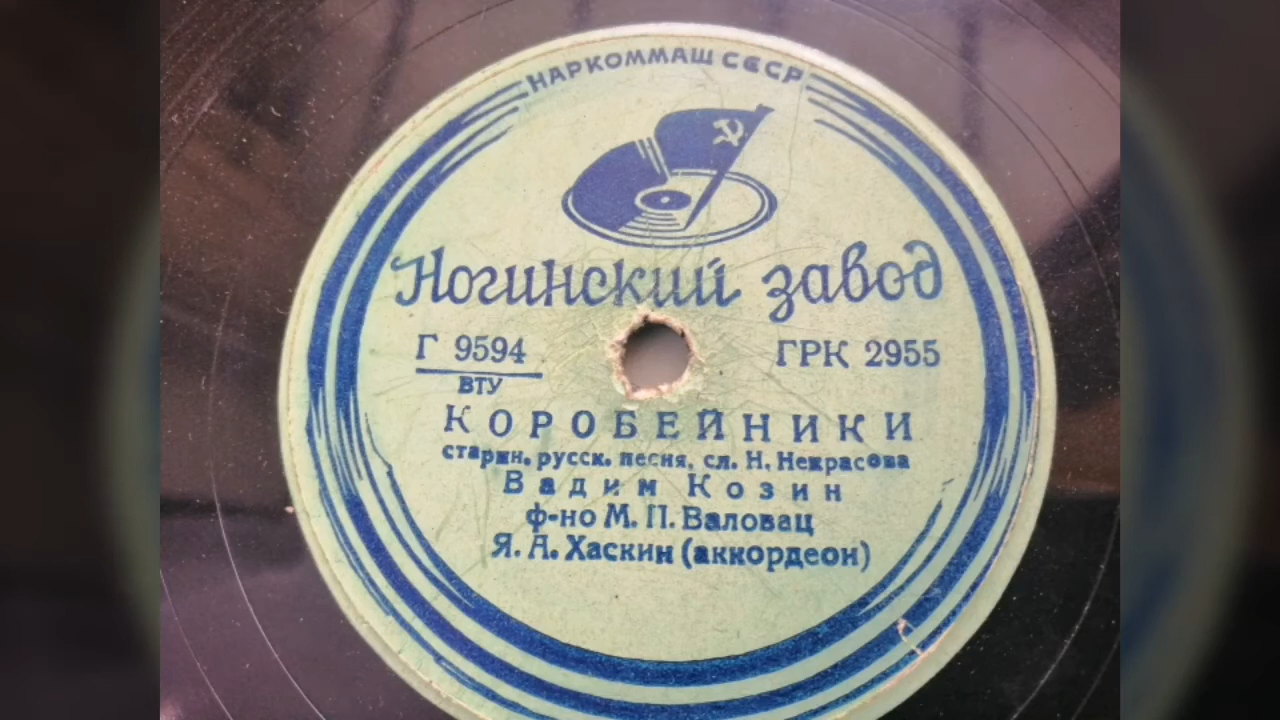 НАРКОММАШ СССР
Ногинский завод
Г 9594 ГРК 2955
ВТУ
КОРОБЕЙНИКИ
старин. русск. песня, сл. Н. Некрасова
Вадим Козин
ф-но М. П. Валовац
Я. А. Хаскин (аккордеон)